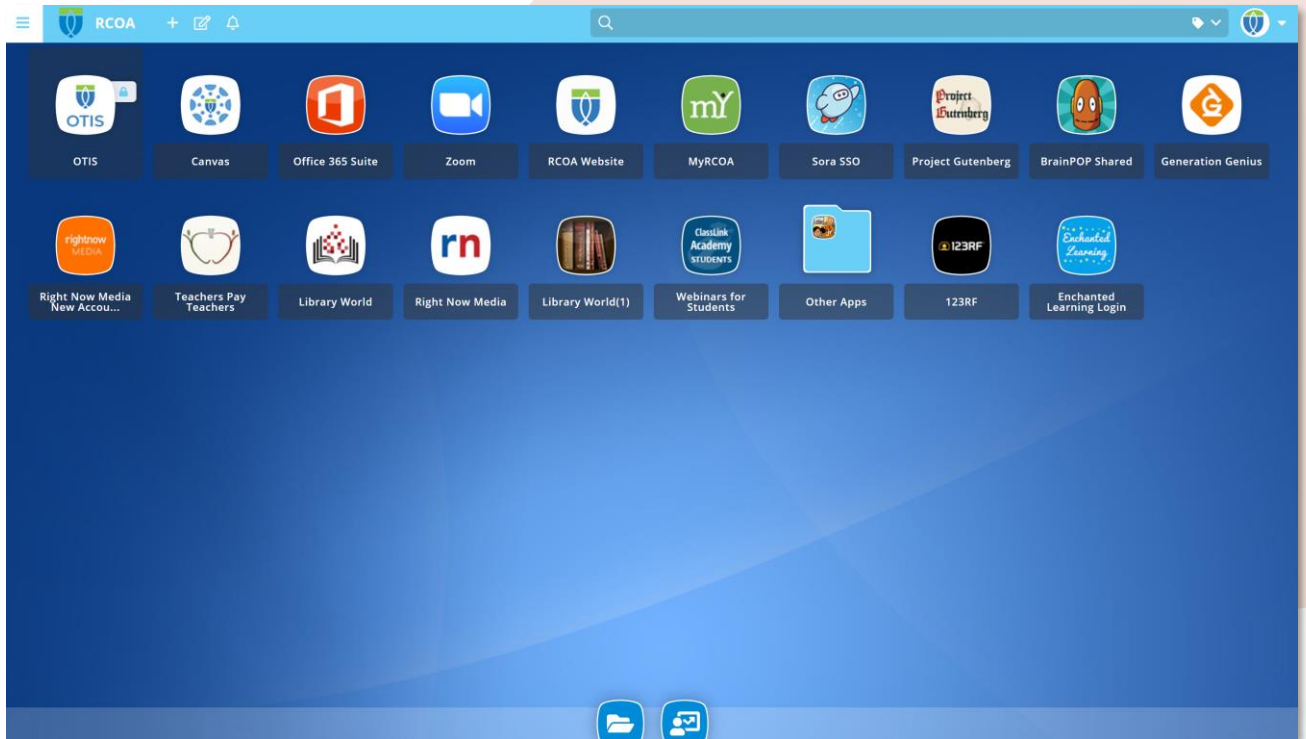 RCOA
OTIS
OTIS
Canvas
Office 365 Suite
Zoom
RCOA Website
mY
MyRCOA
Sora SSO
Project
Gutenberg
Project Gutenberg
BrainPOP Shared
G
Generation Genius
rightnow
MEDIA
Right Now Media
New Accou...
Teachers Pay
Teachers
Library World
rn
Right Now Media
Library World(1)
ClassLink
Academy
STUDENTS
Webinars for
Students
Other Apps
123RF
123RF
Enchanted
Learning
Enchanted
Learning Login